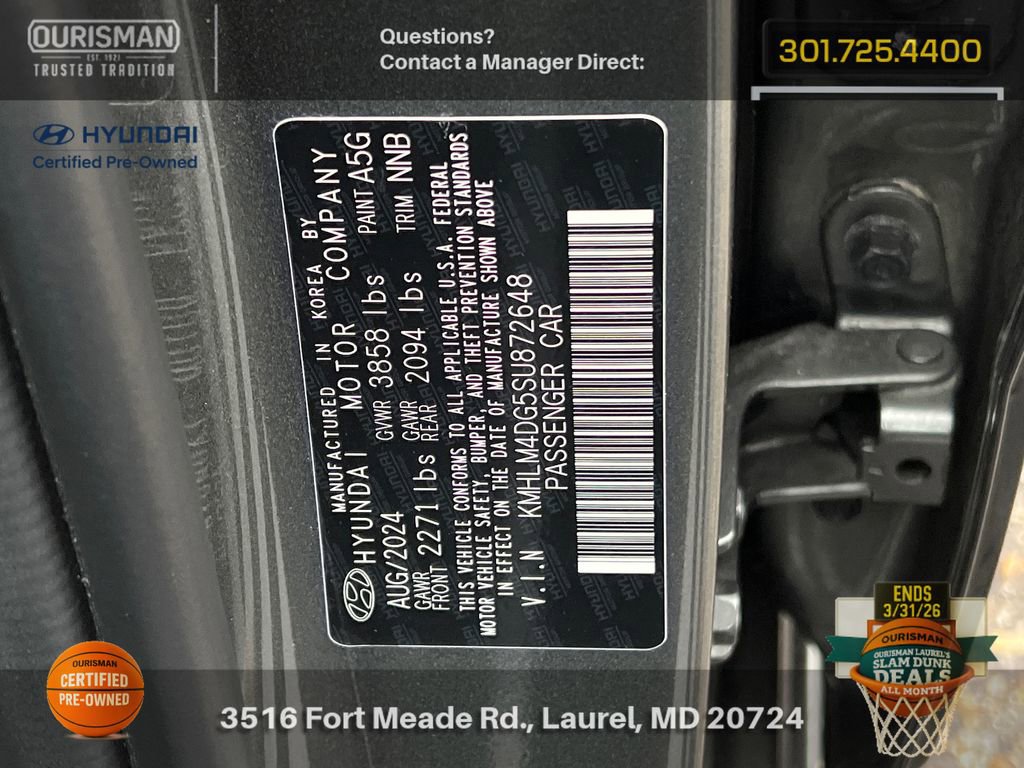 OURISMAN
EST. 1921
TRUSTED TRADITION
Questions?
Contact a Manager Direct:
301.725.4400
HYUNDAI
Certified Pre-Owned
MANUFACTURED IN KOREA BY
HYUNDAI MOTOR COMPANY
AUG/2024 GVWR 3858 lbs PAINT A5G
GAWR FRONT 2271 lbs GAWR REAR 2094 lbs TRIM NNB
THIS VEHICLE CONFORMS TO ALL APPLICABLE U.S.A. FEDERAL
MOTOR VEHICLE SAFETY, BUMPER, AND THEFT PREVENTION STANDARDS
IN EFFECT ON THE DATE OF MANUFACTURE SHOWN ABOVE
V.I.N KMHLM4DG5SU872648
PASSENGER CAR
OURISMAN
CERTIFIED
PRE-OWNED
3516 Fort Meade Rd., Laurel, MD 20724
ENDS
3/31/26
OURISMAN
OURISMAN LAUREL'S
SLAM DUNK
DEALS
ALL MONTH